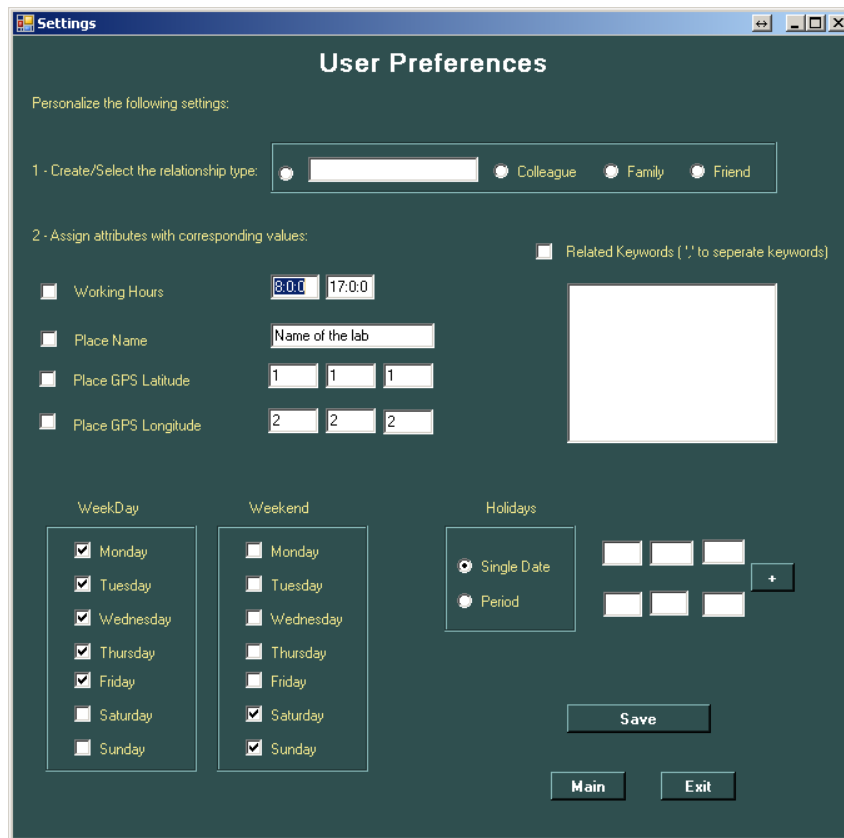 Settings
User Preferences
Personalize the following settings:
1 - Create/Select the relationship type:
Colleague
Family
Friend
2 - Assign attributes with corresponding values:
Related Keywords ( ',' to seperate keywords)
Working Hours
8:0:0
17:0:0
Place Name
Name of the lab
Place GPS Latitude
1
1
1
Place GPS Longitude
2
2
2
WeekDay
Monday
Tuesday
Wednesday
Thursday
Friday
Saturday
Sunday
Weekend
Monday
Tuesday
Wednesday
Thursday
Friday
Saturday
Sunday
Holidays
Single Date
Period
+
Save
Main
Exit